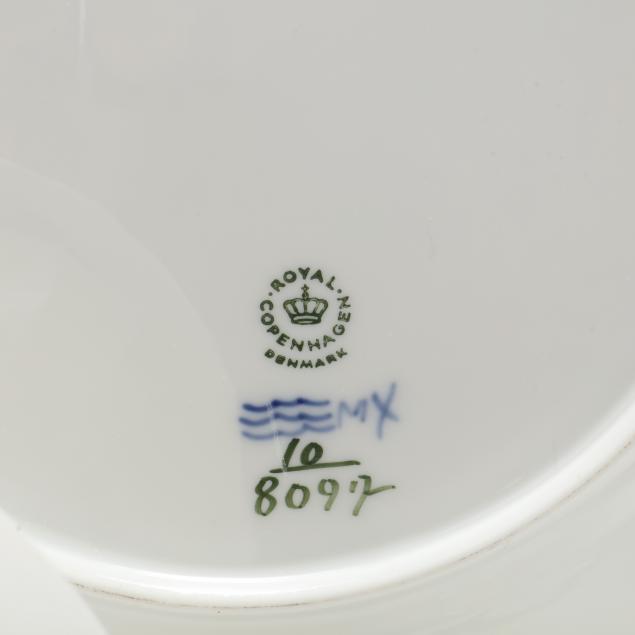 ROYAL
COPENHAGEN
DENMARK
MX
10
8097